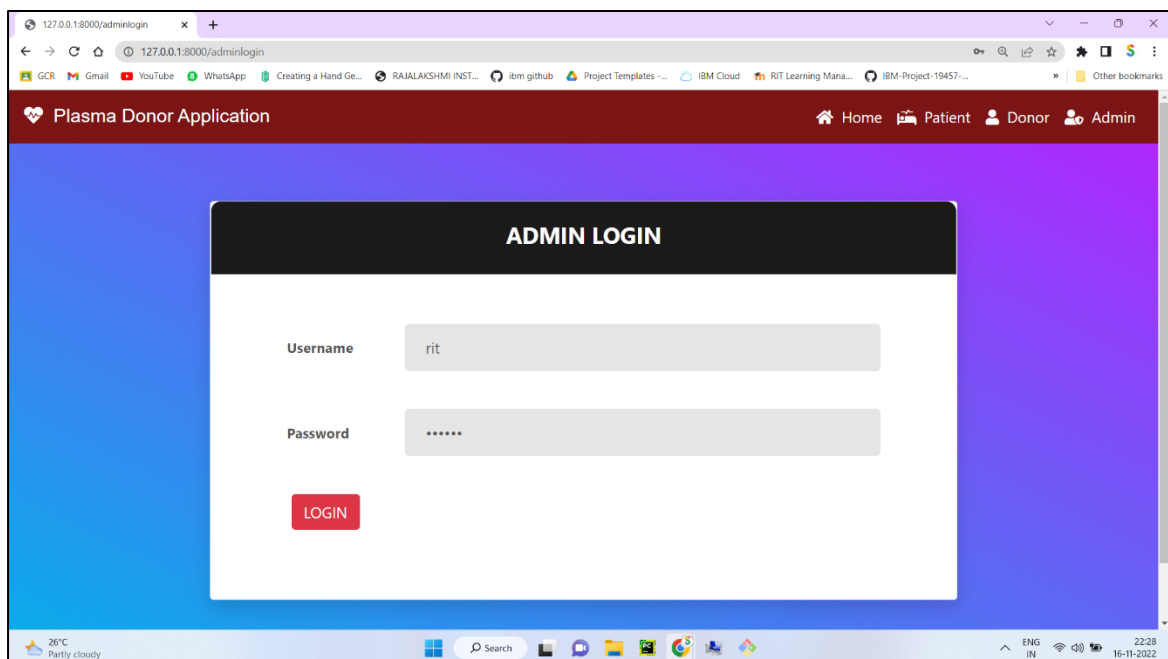 127.0.0.1:8000/adminlogin
127.0.0.1:8000/adminlogin
GCR Gmail YouTube WhatsApp Creating a Hand Ge... RAJALAKSHMI INST... ibm github Project Templates -... IBM Cloud RIT Learning Mana... IBM-Project-19457-... » Other bookmarks
Plasma Donor Application Home Patient Donor Admin
ADMIN LOGIN
Username rit
Password ••••••
LOGIN
26°C
Partly cloudy
Search
ENG
IN
22:28
16-11-2022